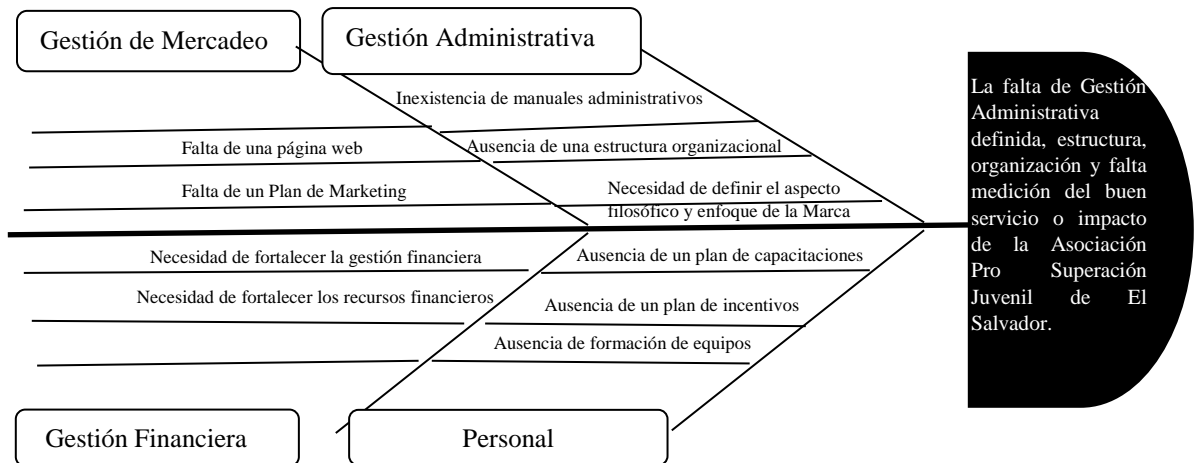 Gestión de Mercadeo
Gestión Administrativa
Inexistencia de manuales administrativos
Falta de una página web
Ausencia de una estructura organizacional
Falta de un Plan de Marketing
Necesidad de definir el aspecto
filosófico y enfoque de la Marca
Necesidad de fortalecer la gestión financiera
Ausencia de un plan de capacitaciones
Necesidad de fortalecer los recursos financieros
Ausencia de un plan de incentivos
Ausencia de formación de equipos
Gestión Financiera
Personal
La falta de Gestión
Administrativa
definida, estructura,
organización y falta
medición del buen
servicio o impacto
de la Asociación
Pro Superación
Juvenil de El
Salvador.